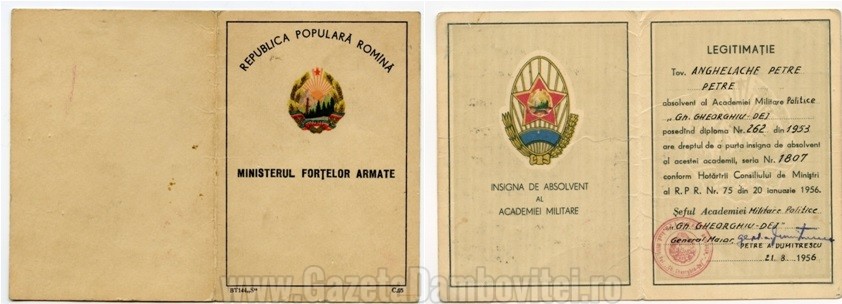 REPUBLICA POPULARĂ ROMÎNĂ
MINISTERUL FORȚELOR ARMATE
INSIGNA DE ABSOLVENT
AL
ACADEMIEI MILITARE
LEGITIMAȚIE
Tov. ANGHELACHE PETRE
PETRE
absolvent al Academiei Militare Politice
„Gh. GHEORGHIU-DEJ
posedînd diploma Nr. 262 din 1953
are dreptul de a purta insigna de absolvent
al acestei academii, seria Nr. 1807
conform Hotărîrii Consiliului de Miniștri
al R.P.R. Nr. 75 din 20 ianuarie 1956.
Șeful Academiei Militare Politice
„Gh. GHEORGHIU-DEJ"
General Maior,
PETRE A DUMITRESCU
21.8.1956
www.GazetaDambovitei.ro